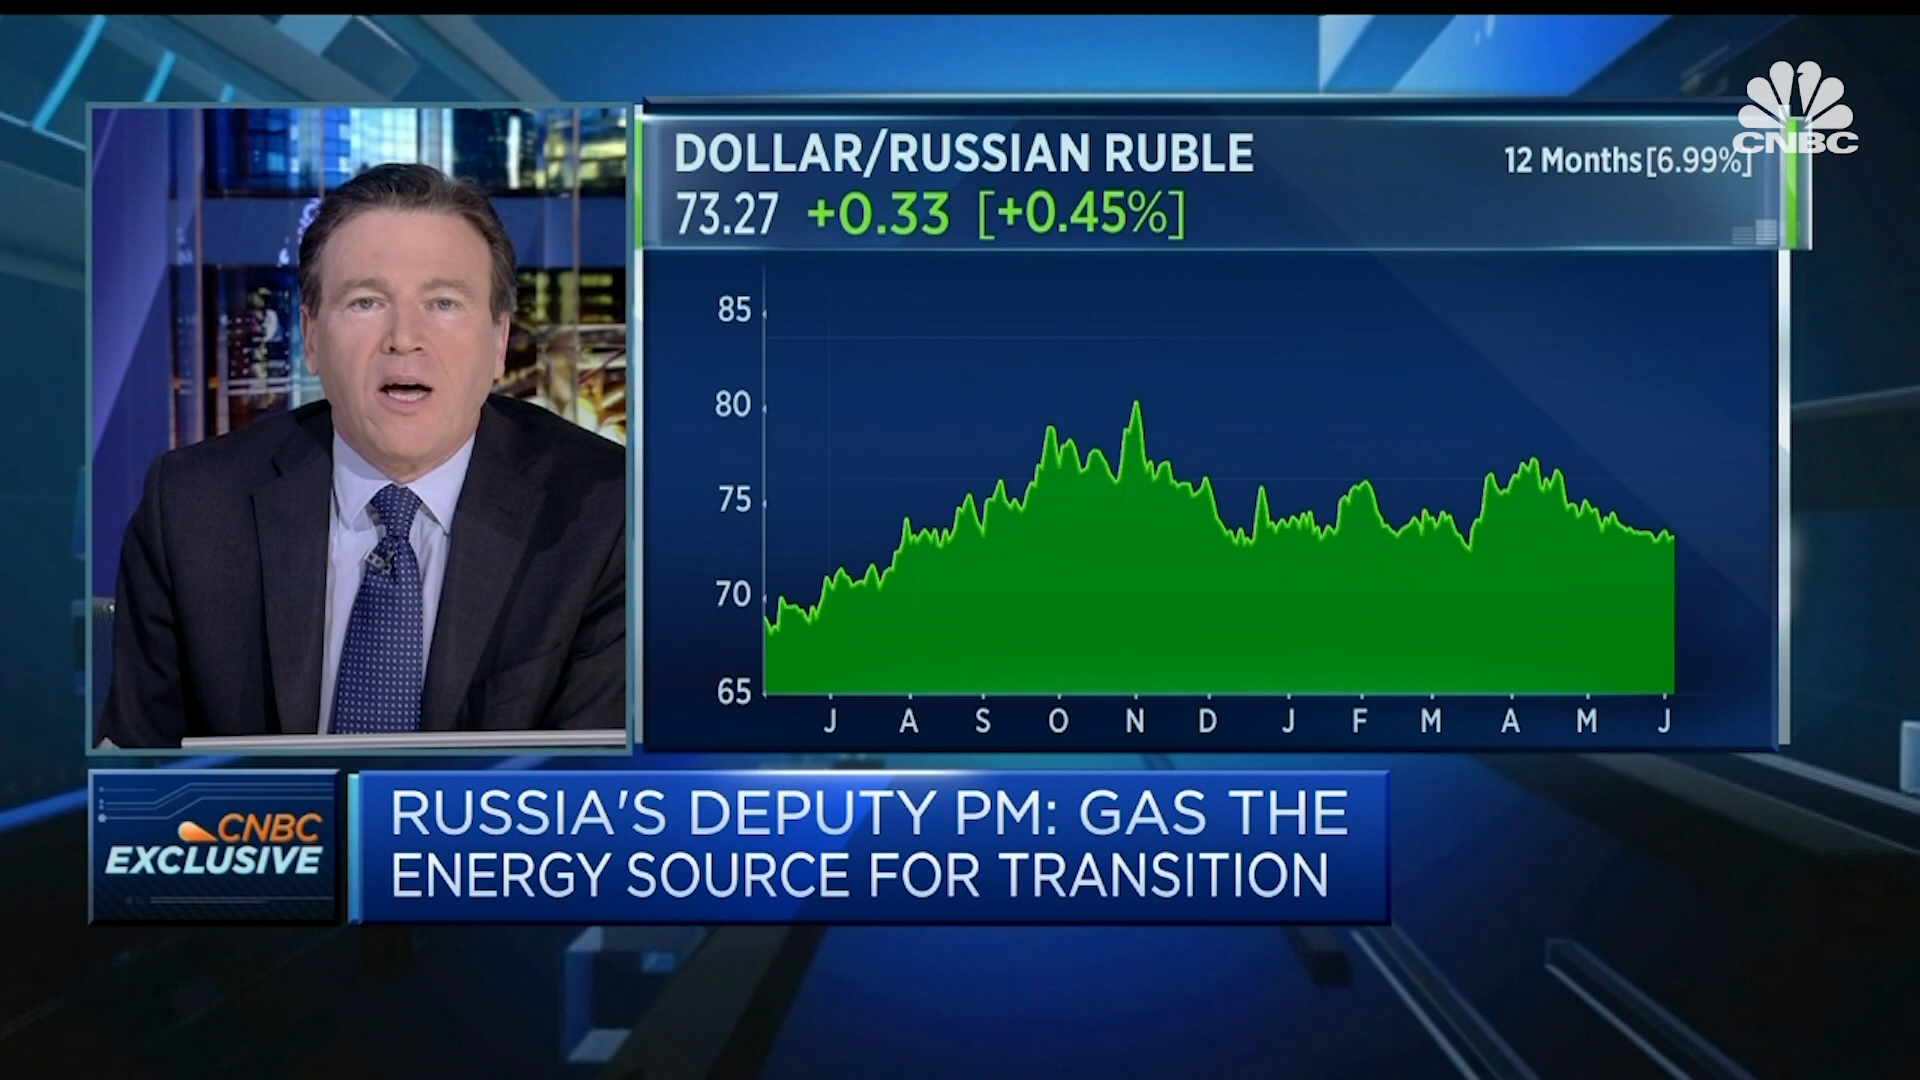 CNBC
DOLLAR/RUSSIAN RUBLE
12 Months[6.99%]
73.27 +0.33 [+0.45%]
85
80
75
70
65
J A S O N D J F M A M J
CNBC
EXCLUSIVE
RUSSIA'S DEPUTY PM: GAS THE
ENERGY SOURCE FOR TRANSITION